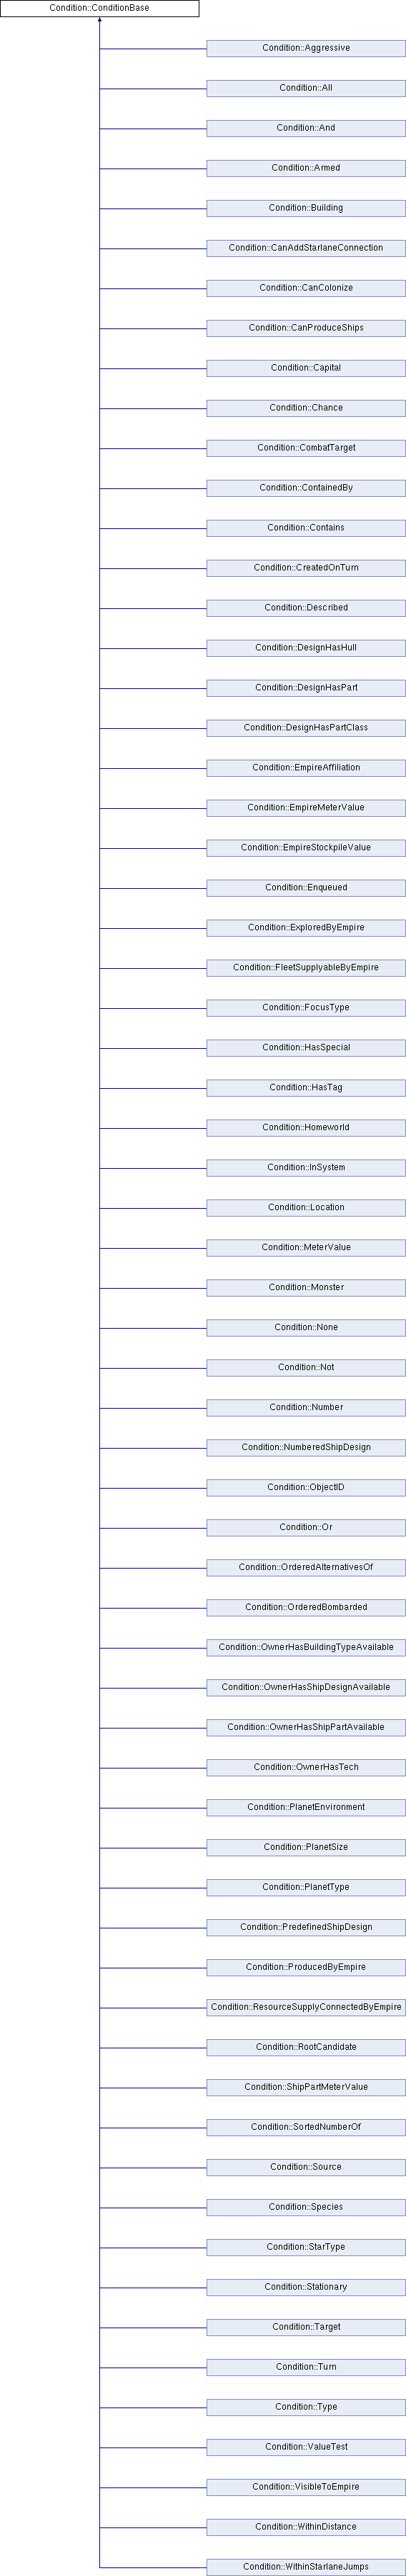 Condition::ConditionBase
Condition::Aggressive
Condition::All
Condition::And
Condition::Armed
Condition::Building
Condition::CanAddStarlaneConnection
Condition::CanColonize
Condition::CanProduceShips
Condition::Capital
Condition::Chance
Condition::CombatTarget
Condition::ContainedBy
Condition::Contains
Condition::CreatedOnTurn
Condition::Described
Condition::DesignHasHull
Condition::DesignHasPart
Condition::DesignHasPartClass
Condition::EmpireAffiliation
Condition::EmpireMeterValue
Condition::EmpireStockpileValue
Condition::Enqueued
Condition::ExploredByEmpire
Condition::FleetSupplyableByEmpire
Condition::FocusType
Condition::HasSpecial
Condition::HasTag
Condition::Homeworld
Condition::InSystem
Condition::Location
Condition::MeterValue
Condition::Monster
Condition::None
Condition::Not
Condition::Number
Condition::NumberedShipDesign
Condition::ObjectID
Condition::Or
Condition::OrderedAlternativesOf
Condition::OrderedBombarded
Condition::OwnerHasBuildingTypeAvailable
Condition::OwnerHasShipDesignAvailable
Condition::OwnerHasShipPartAvailable
Condition::OwnerHasTech
Condition::PlanetEnvironment
Condition::PlanetSize
Condition::PlanetType
Condition::PredefinedShipDesign
Condition::ProducedByEmpire
Condition::ResourceSupplyConnectedByEmpire
Condition::RootCandidate
Condition::ShipPartMeterValue
Condition::SortedNumberOf
Condition::Source
Condition::Species
Condition::StarType
Condition::Stationary
Condition::Target
Condition::Turn
Condition::Type
Condition::ValueTest
Condition::VisibleToEmpire
Condition::WithinDistance
Condition::WithinStarlaneJumps